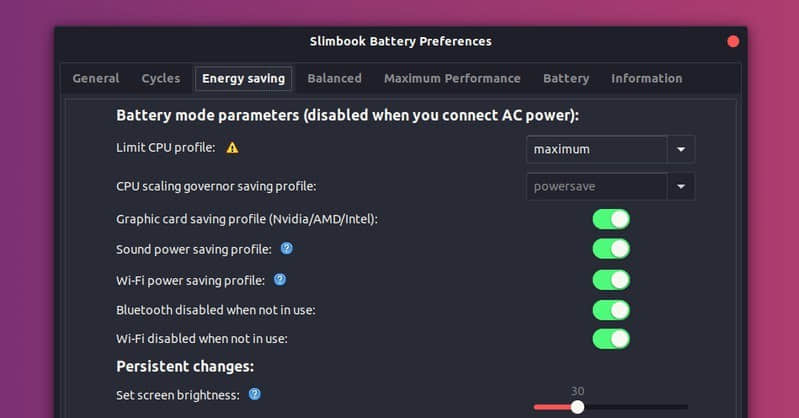 Slimbook Battery Preferences
General Cycles Energy saving Balanced Maximum Performance Battery Information
Battery mode parameters (disabled when you connect AC power):
Limit CPU profile: maximum
CPU scaling governor saving profile: powersave
Graphic card saving profile (Nvidia/AMD/Intel):
Sound power saving profile: ?
Wi-Fi power saving profile: ?
Bluetooth disabled when not in use:
Wi-Fi disabled when not in use:
Persistent changes:
30
Set screen brightness: ?